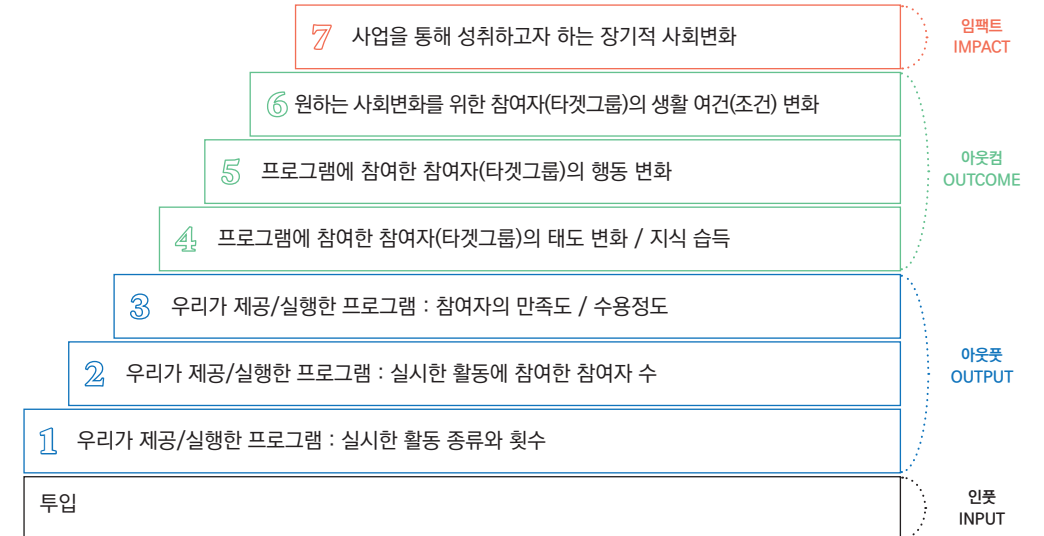 7 사업을 통해 성취하고자 하는 장기적 사회변화
임팩트
IMPACT
6 원하는 사회변화를 위한 참여자(타겟그룹)의 생활 여건(조건) 변화
5 프로그램에 참여한 참여자(타겟그룹)의 행동 변화
아웃컴
OUTCOME
4 프로그램에 참여한 참여자(타겟그룹)의 태도 변화 / 지식 습득
3 우리가 제공/실행한 프로그램 : 참여자의 만족도 / 수용정도
2 우리가 제공/실행한 프로그램 : 실시한 활동에 참여한 참여자 수
아웃풋
OUTPUT
1 우리가 제공/실행한 프로그램 : 실시한 활동 종류와 횟수
투입
인풋
INPUT